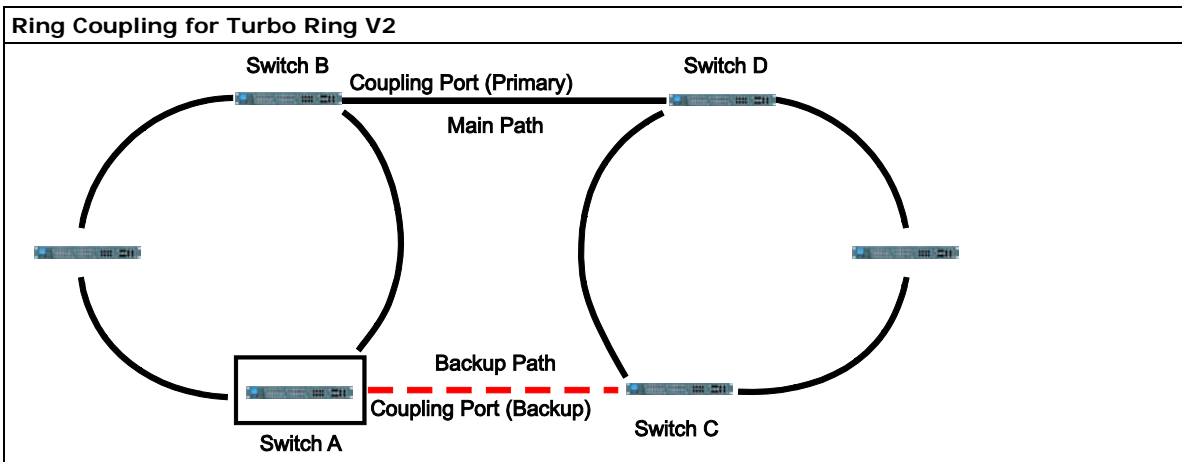 Ring Coupling for Turbo Ring V2
Switch B
Switch D
Coupling Port (Primary)
Main Path
Backup Path
Coupling Port (Backup)
Switch A
Switch C